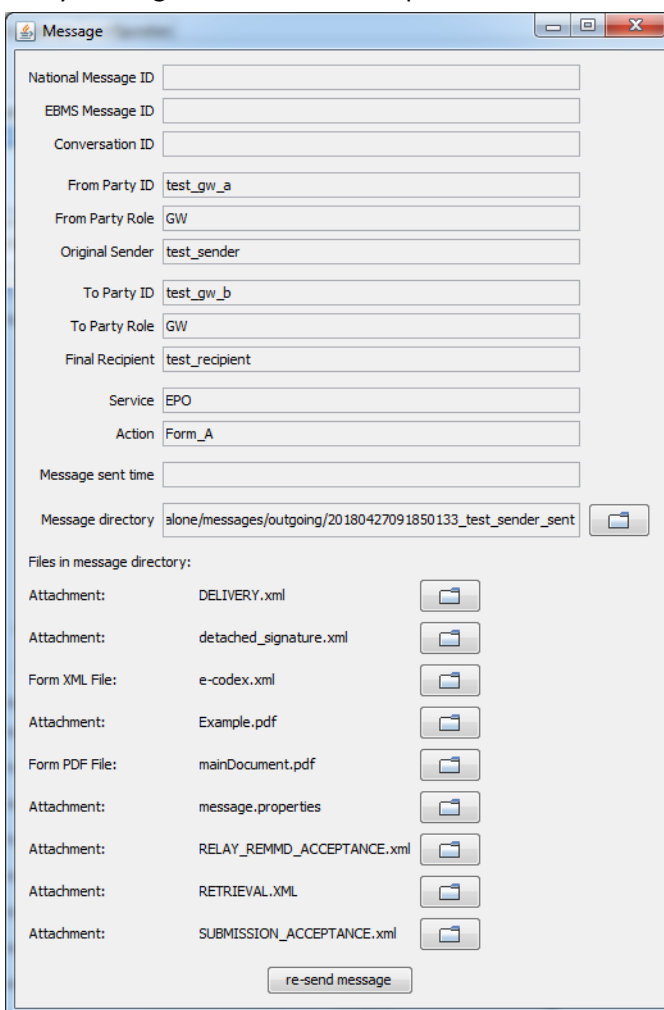 Message
National Message ID
EBMS Message ID
Conversation ID
From Party ID test_gw_a
From Party Role GW
Original Sender test_sender
To Party ID test_gw_b
To Party Role GW
Final Recipient test_recipient
Service EPO
Action Form_A
Message sent time
Message directory alone/messages/outgoing/20180427091850133_test_sender_sent
Files in message directory:
Attachment: DELIVERY.xml
Attachment: detached_signature.xml
Form XML File: e-codex.xml
Attachment: Example.pdf
Form PDF File: mainDocument.pdf
Attachment: message.properties
Attachment: RELAY_REMMD_ACCEPTANCE.xml
Attachment: RETRIEVAL.XML
Attachment: SUBMISSION_ACCEPTANCE.xml
re-send message